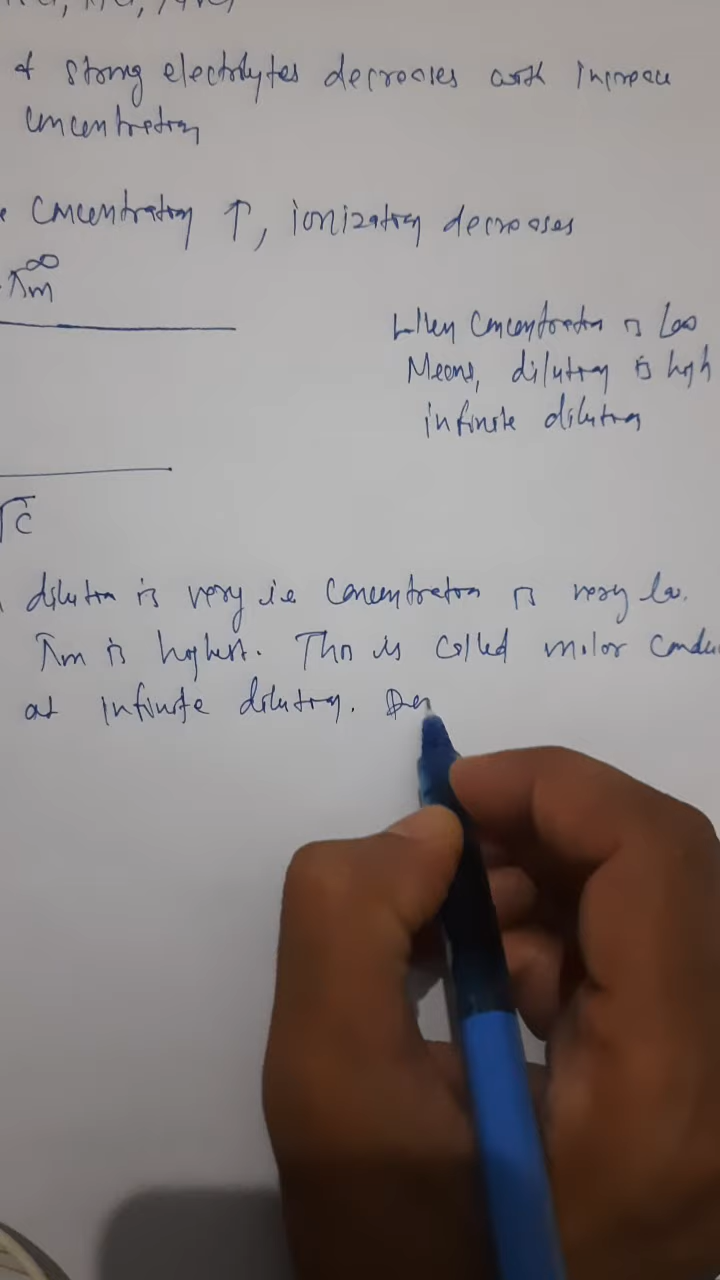 of strong electrolytes decreases with increase
concentration
concentration ↑, ionization decreases
λm∞
When concentration is low
Means, dilution is high
infinite dilution
√c
dilution is very i.e concentration is very low.
λm is highest. This is called molar condu
at infinite dilution. Den